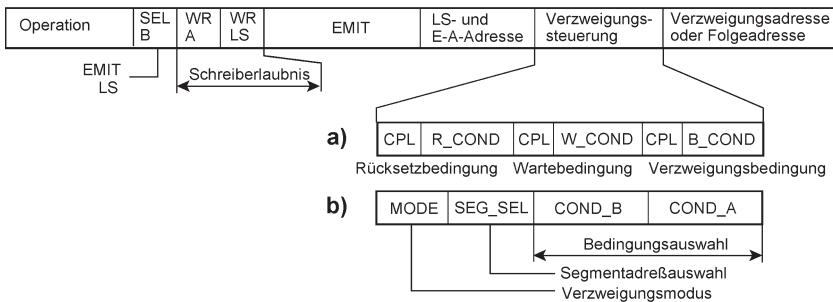 Operation
SEL B
WR A
WR LS
EMIT
LS- und E-A-Adresse
Verzweigungs-
steuerung
Verzweigungsadresse
oder Folgeadresse
EMIT
LS
Schreiberlaubnis
a)
CPL R_COND CPL W_COND CPL B_COND
Rücksetzbedingung Wartebedingung Verzweigungsbedingung
b)
MODE SEG_SEL COND_B COND_A
Bedingungsauswahl
Segmentadreßauswahl
Verzweigungsmodus